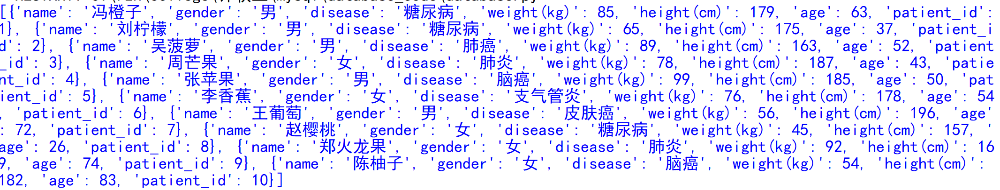 [{'name': '冯橙子', 'gender': '男', 'disease': '糖尿病', 'weight(kg)': 85, 'height(cm)': 179, 'age': 63, 'patient_id':
1}, {'name': '刘柠檬', 'gender': '男', 'disease': '糖尿病', 'weight(kg)': 65, 'height(cm)': 175, 'age': 37, 'patient_i
d': 2}, {'name': '吴菠萝', 'gender': '男', 'disease': '肺癌', 'weight(kg)': 89, 'height(cm)': 163, 'age': 52, 'patient
_id': 3}, {'name': '周芒果', 'gender': '女', 'disease': '肺炎', 'weight(kg)': 78, 'height(cm)': 187, 'age': 43, 'patie
nt_id': 4}, {'name': '张苹果', 'gender': '男', 'disease': '脑癌', 'weight(kg)': 99, 'height(cm)': 185, 'age': 50, 'pat
ient_id': 5}, {'name': '李香蕉', 'gender': '女', 'disease': '支气管炎', 'weight(kg)': 76, 'height(cm)': 178, 'age': 54
, 'patient_id': 6}, {'name': '王葡萄', 'gender': '男', 'disease': '皮肤癌', 'weight(kg)': 56, 'height(cm)': 196, 'age'
: 72, 'patient_id': 7}, {'name': '赵樱桃', 'gender': '女', 'disease': '糖尿病', 'weight(kg)': 45, 'height(cm)': 157, '
age': 26, 'patient_id': 8}, {'name': '郑火龙果', 'gender': '女', 'disease': '肺炎', 'weight(kg)': 92, 'height(cm)': 16
9, 'age': 74, 'patient_id': 9}, {'name': '陈柚子', 'gender': '女', 'disease': '脑癌', 'weight(kg)': 54, 'height(cm)':
182, 'age': 83, 'patient_id': 10}]